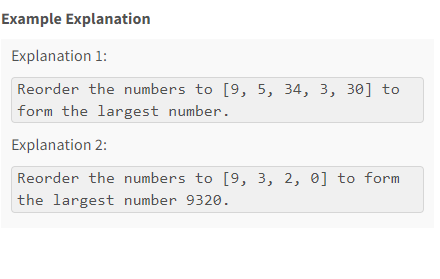 Example Explanation
Explanation 1:
Reorder the numbers to [9, 5, 34, 3, 30] to
form the largest number.
Explanation 2:
Reorder the numbers to [9, 3, 2, 0] to form
the largest number 9320.